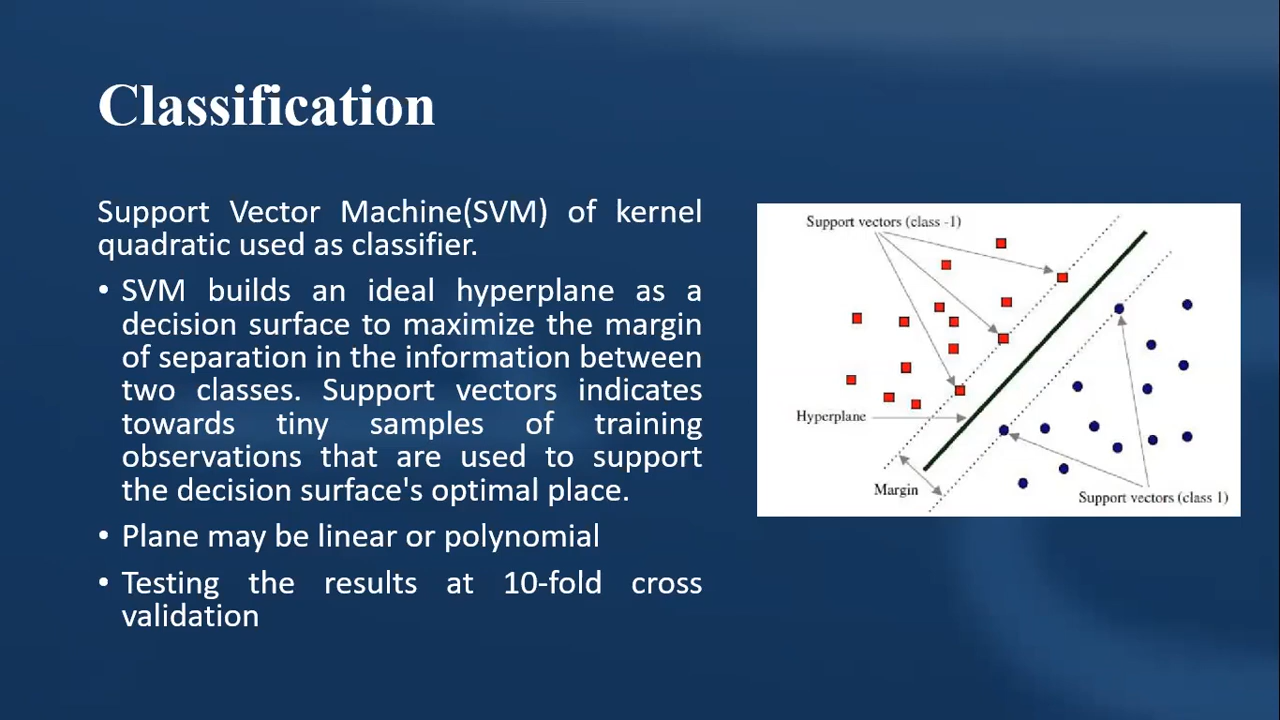 Classification
Support Vector Machine(SVM) of kernel
quadratic used as classifier.
• SVM builds an ideal hyperplane as a
decision surface to maximize the margin
of separation in the information between
two classes. Support vectors indicates
towards tiny samples of training
observations that are used to support
the decision surface's optimal place.
• Plane may be linear or polynomial
• Testing the results at 10-fold cross
validation
Support vectors (class -1)
Hyperplane
Margin
Support vectors (class 1)